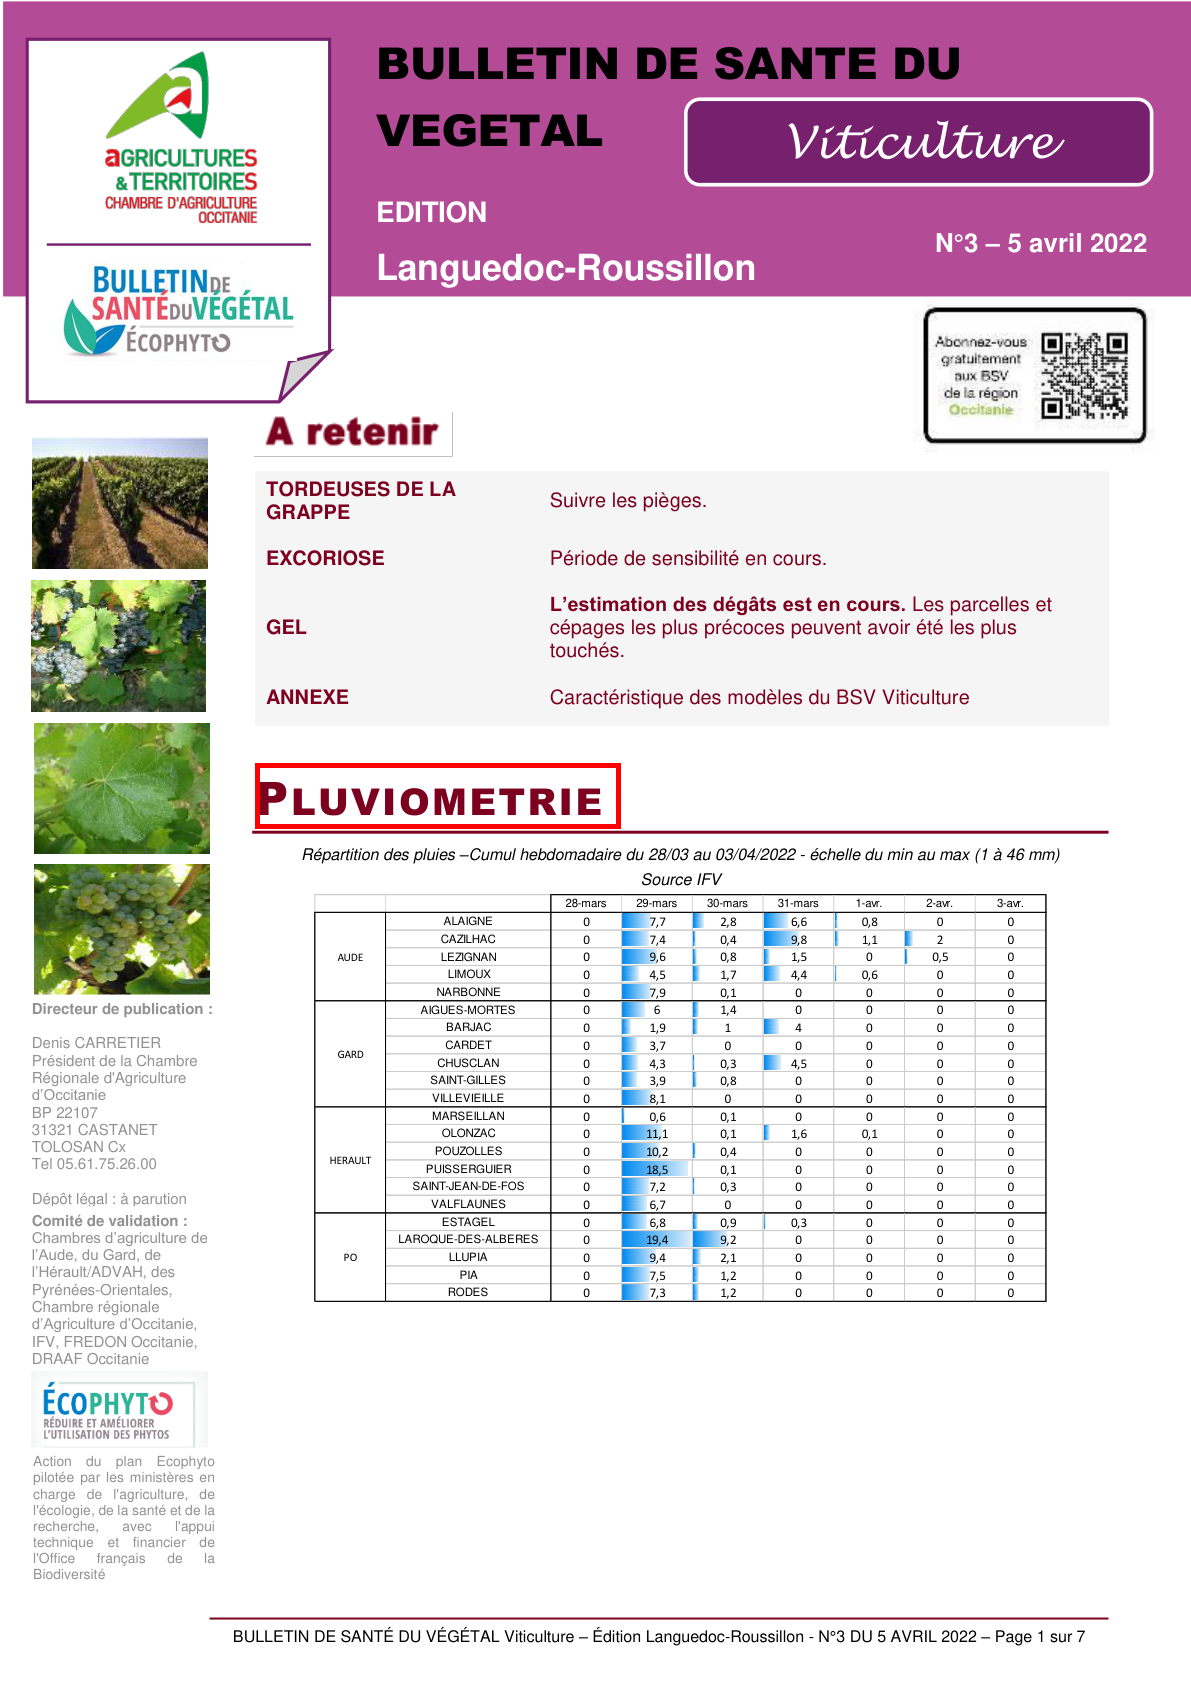 BULLETIN DE SANTE DU
VEGETAL
Viticulture
EDITION
Languedoc-Roussillon
N°3 – 5 avril 2022
aGRICULTURES
& TERRITOIRES
CHAMBRE D'AGRICULTURE
OCCITANIE
BULLETIN DE
SANTÉ DU VÉGÉTAL
ÉCOPHYTO
Abonnez-vous
gratuitement
aux BSV
de la région
Occitanie
A retenir
TORDEUSES DE LA
GRAPPE
Suivre les pièges.
EXCORIOSE
Période de sensibilité en cours.
GEL
L'estimation des dégâts est en cours. Les parcelles et
cépages les plus précoces peuvent avoir été les plus
touchés.
ANNEXE
Caractéristique des modèles du BSV Viticulture
PLUVIOMETRIE
Répartition des pluies –Cumul hebdomadaire du 28/03 au 03/04/2022 - échelle du min au max (1 à 46 mm)
Source IFV
28-mars 29-mars 30-mars 31-mars 1-avr. 2-avr. 3-avr.
AUDE
ALAIGNE 0 7,7 2,8 6,6 0,8 0 0
CAZILHAC 0 7,4 0,4 9,8 1,1 2 0
LEZIGNAN 0 9,6 0,8 1,5 0 0,5 0
LIMOUX 0 4,5 1,7 4,4 0,6 0 0
NARBONNE 0 7,9 0,1 0 0 0 0
GARD
AIGUES-MORTES 0 6 1,4 0 0 0 0
BARJAC 0 1,9 1 4 0 0 0
CARDET 0 3,7 0 0 0 0 0
CHUSCLAN 0 4,3 0,3 4,5 0 0 0
SAINT-GILLES 0 3,9 0,8 0 0 0 0
VILLEVIEILLE 0 8,1 0 0 0 0 0
HERAULT
MARSEILLAN 0 0,6 0,1 0 0 0 0
OLONZAC 0 11,1 0,1 1,6 0,1 0 0
POUZOLLES 0 10,2 0,4 0 0 0 0
PUISSERGUIER 0 18,5 0,1 0 0 0 0
SAINT-JEAN-DE-FOS 0 7,2 0,3 0 0 0 0
VALFLAUNES 0 6,7 0 0 0 0 0
PO
ESTAGEL 0 6,8 0,9 0,3 0 0 0
LAROQUE-DES-ALBERES 0 19,4 9,2 0 0 0 0
LLUPIA 0 9,4 2,1 0 0 0 0
PIA 0 7,5 1,2 0 0 0 0
RODES 0 7,3 1,2 0 0 0 0
Directeur de publication :
Denis CARRETIER
Président de la Chambre
Régionale d'Agriculture
d'Occitanie
BP 22107
31321 CASTANET
TOLOSAN Cx
Tel 05.61.75.26.00
Dépôt légal : à parution
Comité de validation :
Chambres d'agriculture de
l'Aude, du Gard, de
l'Hérault/ADVAH, des
Pyrénées-Orientales,
Chambre régionale
d'Agriculture d'Occitanie,
IFV, FREDON Occitanie,
DRAAF Occitanie
ÉCOPHYTO
RÉDUIRE ET AMÉLIORER
L'UTILISATION DES PHYTOS
Action du plan Ecophyto
pilotée par les ministères en
charge de l'agriculture, de
l'écologie, de la santé et de la
recherche, avec l'appui
technique et financier de
l'Office français de la
Biodiversité
BULLETIN DE SANTÉ DU VÉGÉTAL Viticulture – Édition Languedoc-Roussillon - N°3 DU 5 AVRIL 2022 – Page 1 sur 7